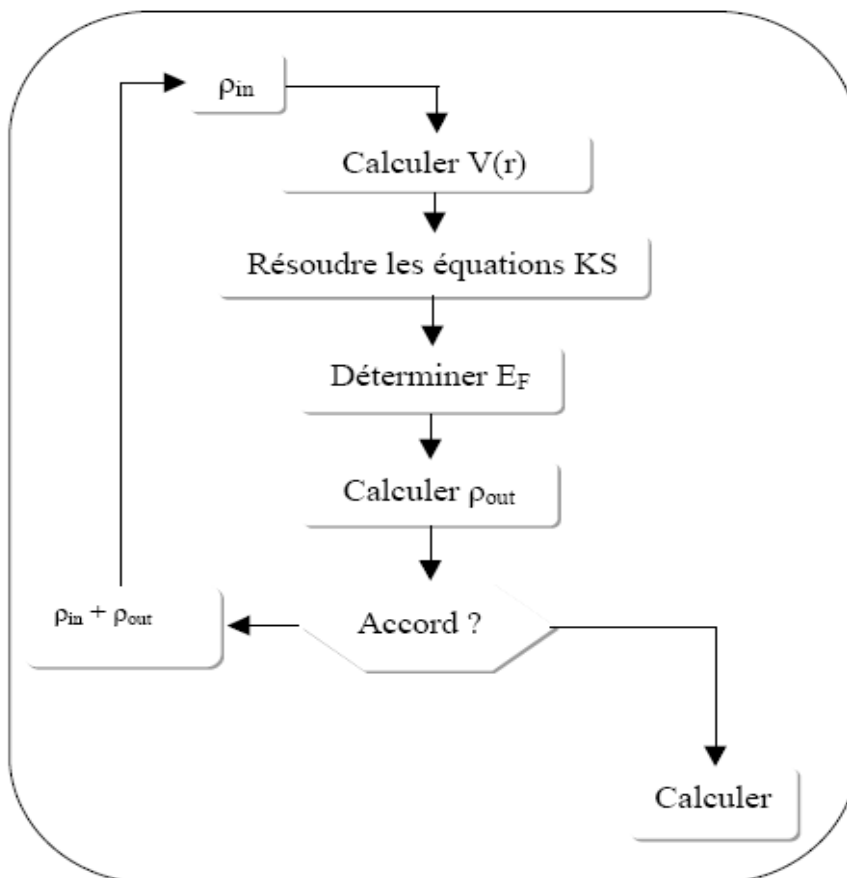 ρin
Calculer V(r)
Résoudre les équations KS
Déterminer EF
Calculer ρout
Accord ?
ρin + ρout
Calculer